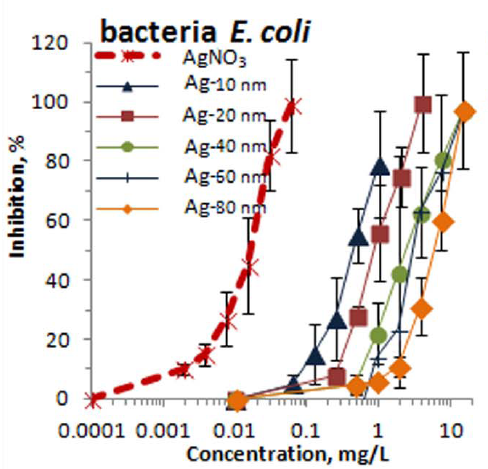 bacteria E. coli
AgNO3
Ag-10 nm
Ag-20 nm
Ag-40 nm
Ag-60 nm
Ag-80 nm
Inhibition, %
120
100
80
60
40
20
0
0.0001 0.001 0.01 0.1 1 10
Concentration, mg/L